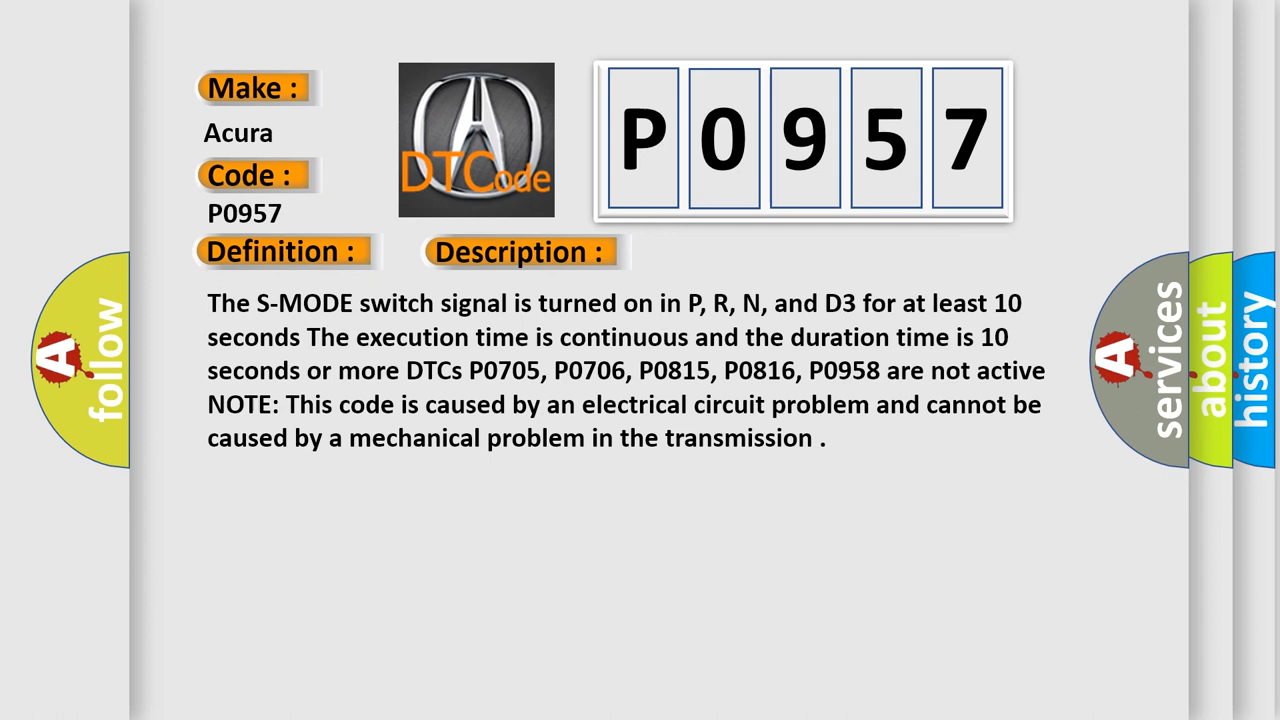 Make :
Acura
Code :
P0957
DTCode
P0957
Definition :
Description :
The S-MODE switch signal is turned on in P, R, N, and D3 for at least 10
seconds The execution time is continuous and the duration time is 10
seconds or more DTCs P0705, P0706, P0815, P0816, P0958 are not active
NOTE: This code is caused by an electrical circuit problem and cannot be
caused by a mechanical problem in the transmission .
A follow
A services
about
history